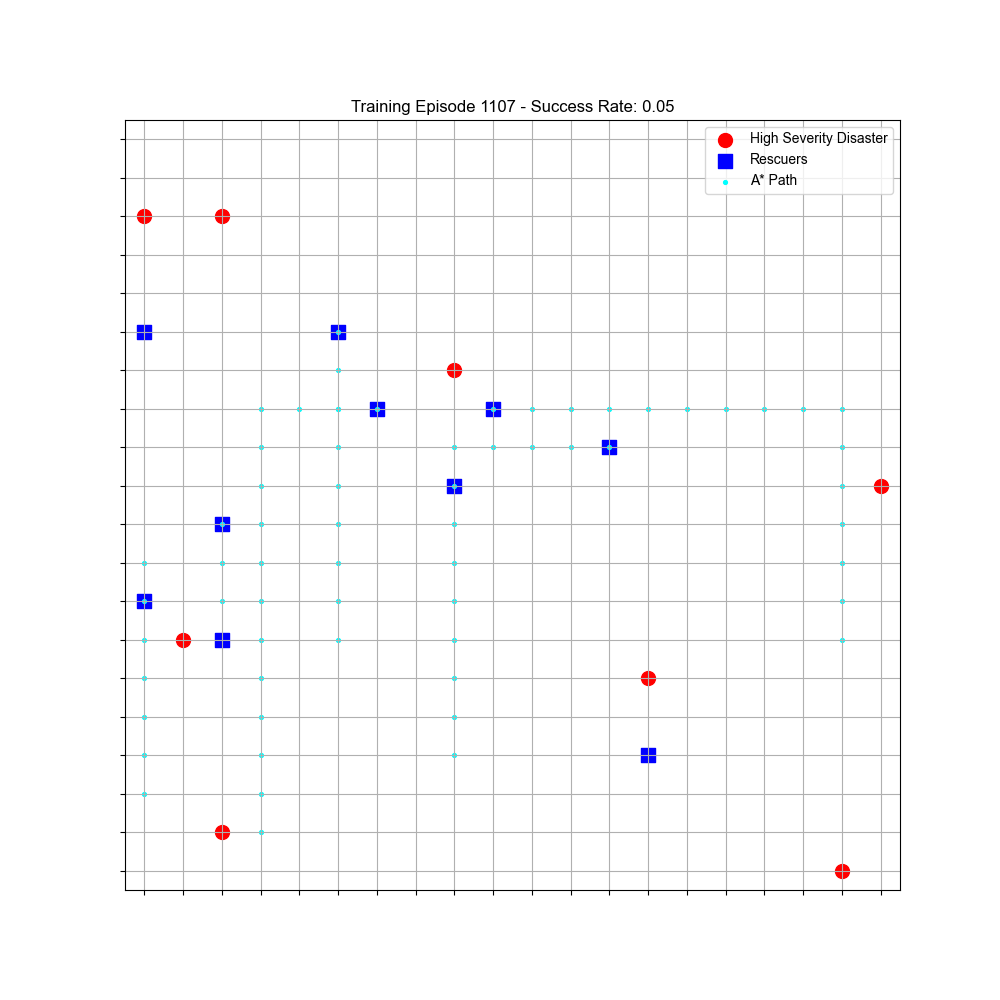 Training Episode 1107 - Success Rate: 0.05
High Severity Disaster
Rescuers
A* Path